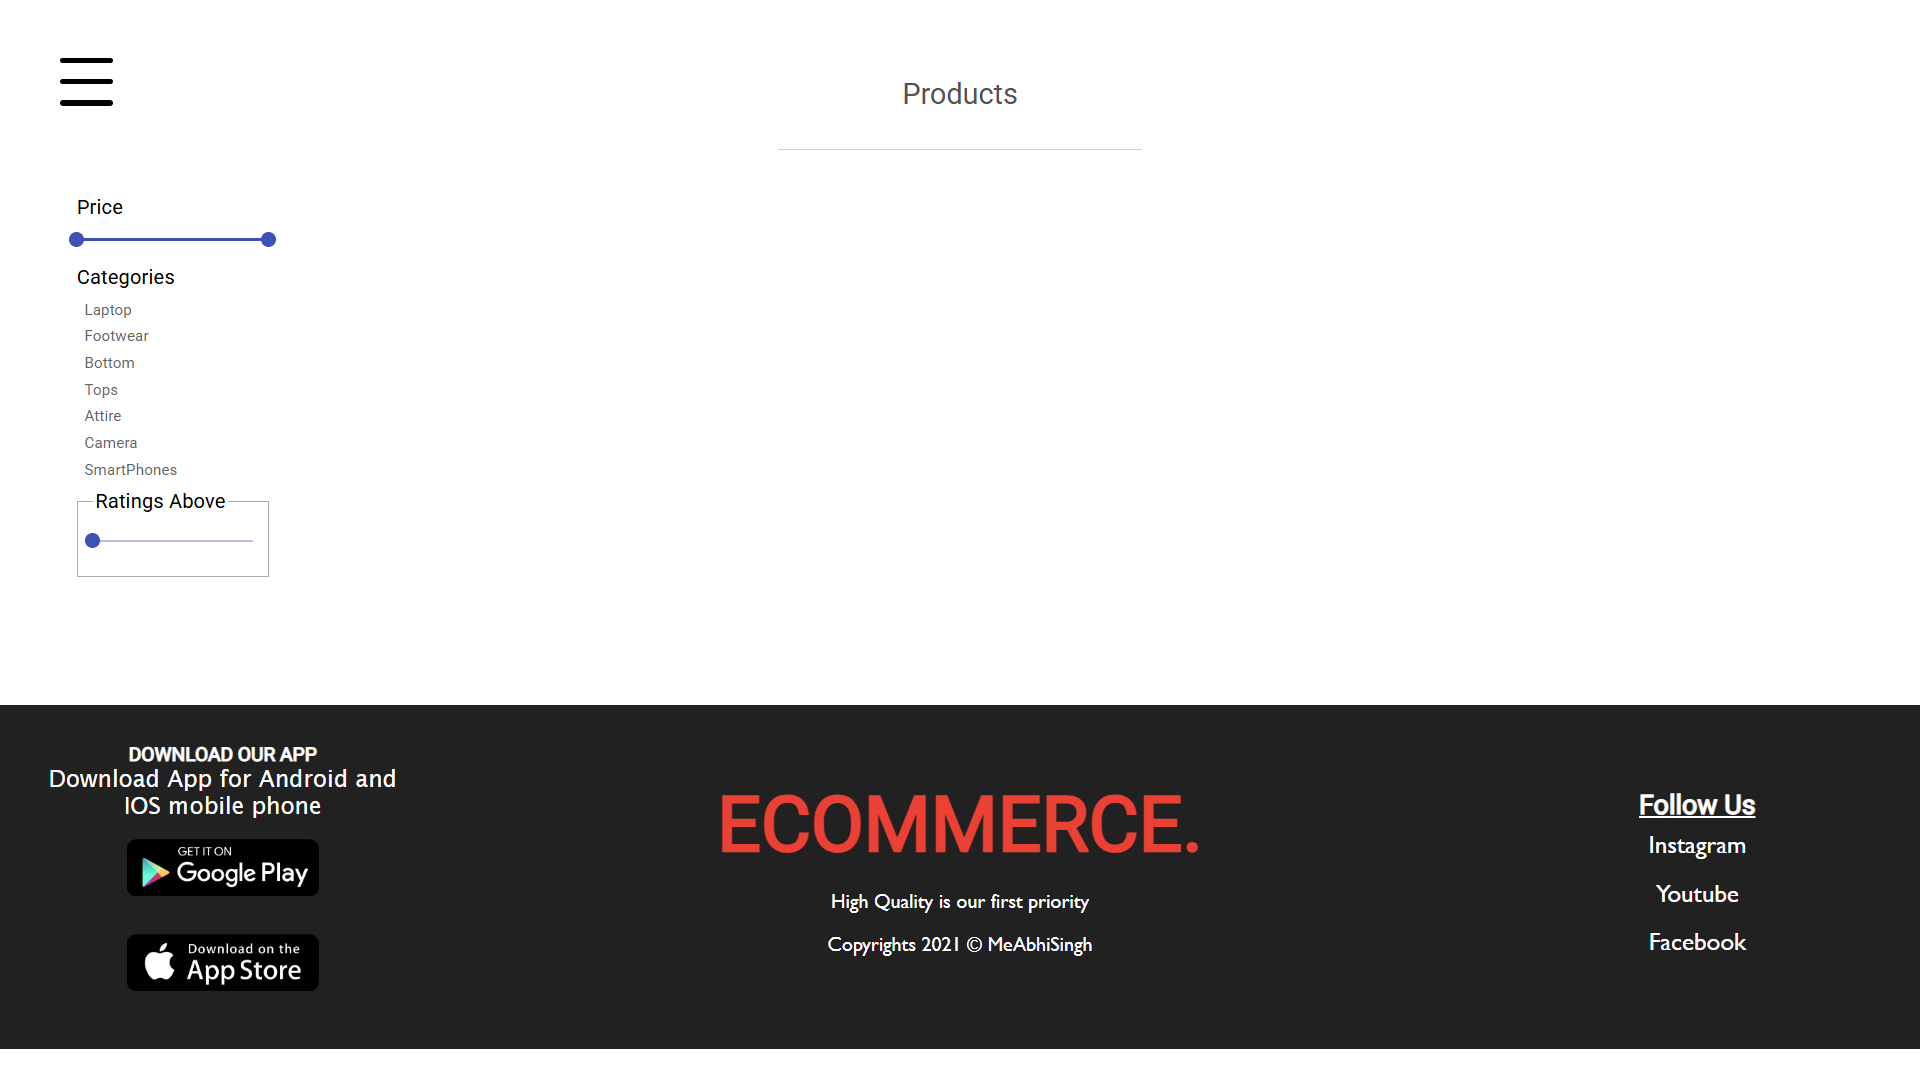 Products
Price
Categories
Laptop
Footwear
Bottom
Tops
Attire
Camera
SmartPhones
Ratings Above
DOWNLOAD OUR APP
Download App for Android and
IOS mobile phone
GET IT ON
Google Play
Download on the
App Store
ECOMMERCE.
High Quality is our first priority
Copyrights 2021 © MeAbhiSingh
Follow Us
Instagram
Youtube
Facebook